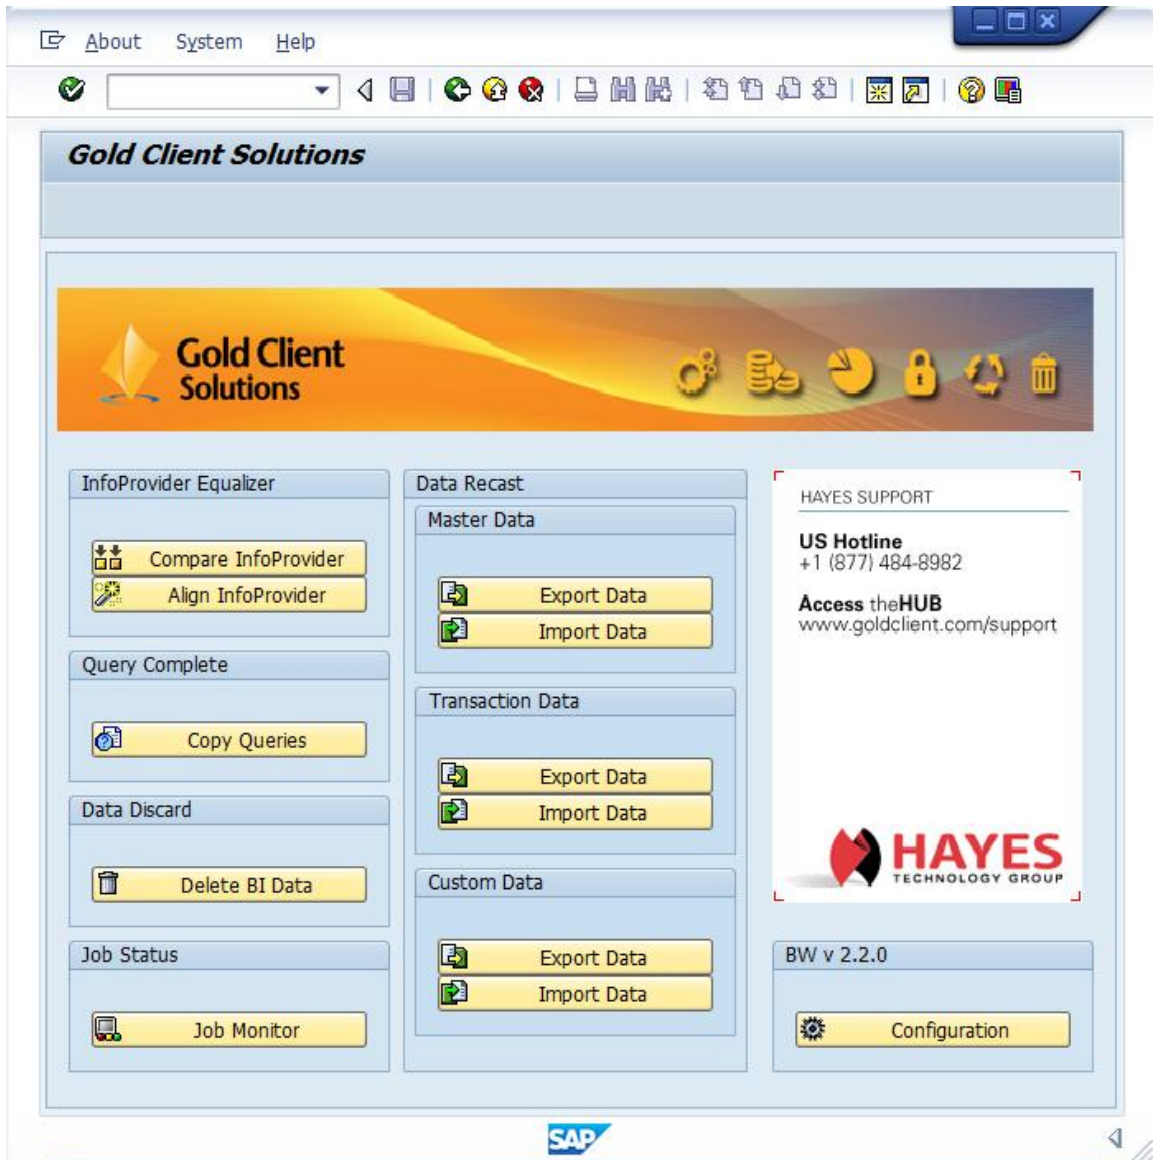 About System Help
Gold Client Solutions
Gold Client
Solutions
InfoProvider Equalizer
Compare InfoProvider
Align InfoProvider
Query Complete
Copy Queries
Data Discard
Delete BI Data
Job Status
Job Monitor
Data Recast
Master Data
Export Data
Import Data
Transaction Data
Export Data
Import Data
Custom Data
Export Data
Import Data
HAYES SUPPORT
US Hotline
+1 (877) 484-8982
Access theHUB
www.goldclient.com/support
HAYES
TECHNOLOGY GROUP
BW v 2.2.0
Configuration
SAP